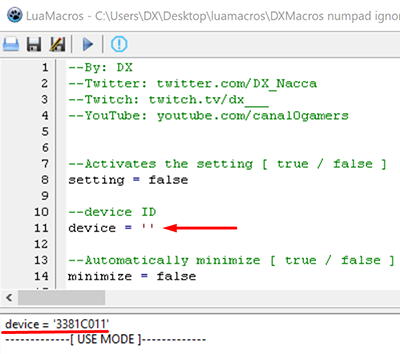 LuaMacros - C:\Users\DX\Desktop\luamacros\DXMacros numpad ignor
1 --By: DX
2 --Twitter: twitter.com/DX_Nacca
3 --Twitch: twitch.tv/dx___
4 --YouTube: youtube.com/canal0gamers
5
6
7 --Activates the setting [ true / false ]
8 setting = false
9
10 --device ID
11 device = ''
12
13 --Automatically minimize [ true / false ]
14 minimize = false
device = '3381C011'
-------------[ USE MODE ]-------------